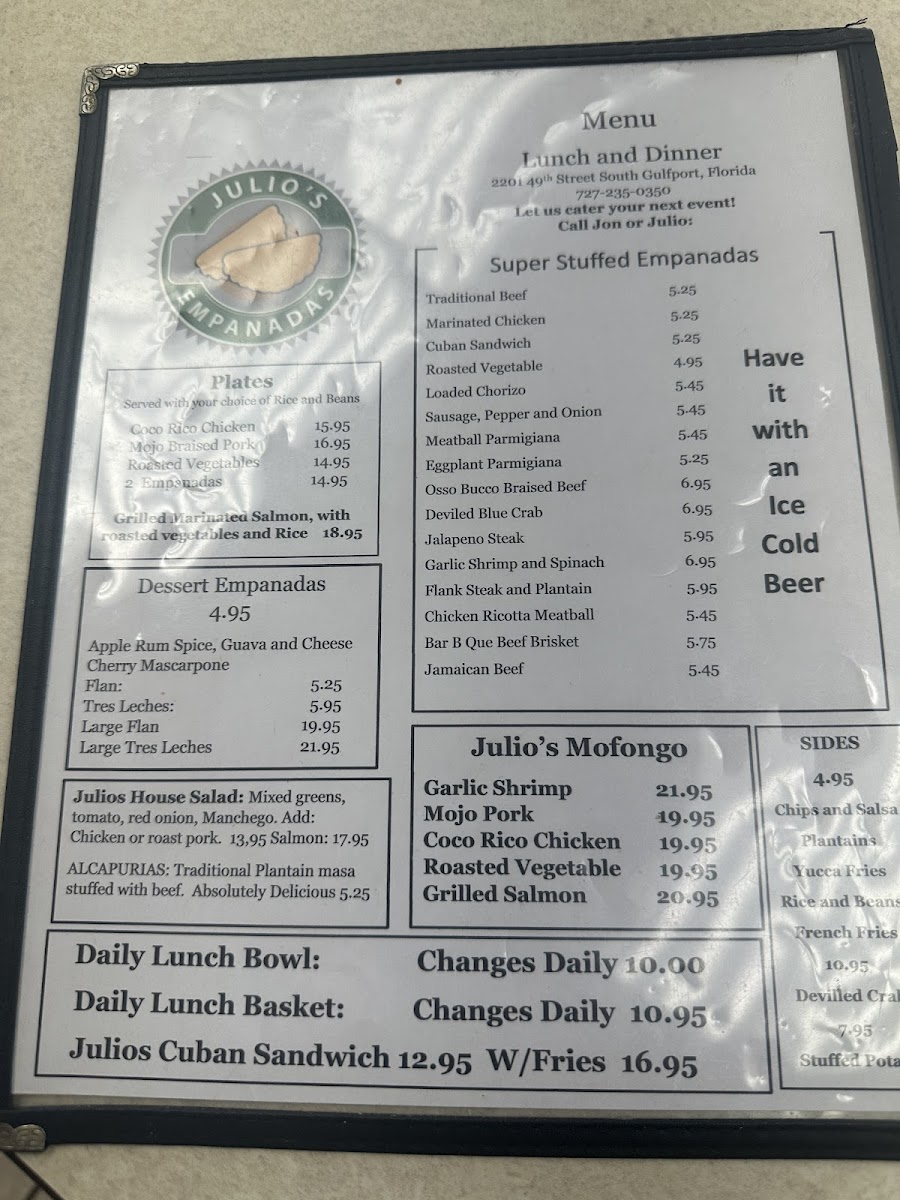 JULIO'S
EMPANADAS
Menu
Lunch and Dinner
2201 49th Street South Gulfport, Florida
727-235-0350
Let us cater your next event!
Call Jon or Julio:
Super Stuffed Empanadas
Traditional Beef 5.25
Marinated Chicken 5.25
Cuban Sandwich 5.25
Roasted Vegetable 4.95
Loaded Chorizo 5.45
Sausage, Pepper and Onion 5.45
Meatball Parmigiana 5.45
Eggplant Parmigiana 5.25
Osso Bucco Braised Beef 6.95
Deviled Blue Crab 6.95
Jalapeno Steak 5.95
Garlic Shrimp and Spinach 6.95
Flank Steak and Plantain 5.95
Chicken Ricotta Meatball 5.45
Bar B Que Beef Brisket 5.75
Jamaican Beef 5.45
Have
it
with
an
Ice
Cold
Beer
Plates
Served with your choice of Rice and Beans
Coco Rico Chicken 15.95
Mojo Braised Pork 16.95
Roasted Vegetables 14.95
2 Empanadas 14.95
Grilled Marinated Salmon, with
roasted vegetables and Rice 18.95
Dessert Empanadas
4.95
Apple Rum Spice, Guava and Cheese
Cherry Mascarpone
Flan: 5.25
Tres Leches: 5.95
Large Flan 19.95
Large Tres Leches 21.95
Julios House Salad: Mixed greens,
tomato, red onion, Manchego. Add:
Chicken or roast pork. 13,95 Salmon: 17.95
ALCAPURIAS: Traditional Plantain masa
stuffed with beef. Absolutely Delicious 5.25
Julio's Mofongo
Garlic Shrimp 21.95
Mojo Pork 19.95
Coco Rico Chicken 19.95
Roasted Vegetable 19.95
Grilled Salmon 20.95
SIDES
4.95
Chips and Salsa
Plantains
Yucca Fries
Rice and Beans
French Fries
10.95
Devilled Cra
7.95
Stuffed Pota
Daily Lunch Bowl: Changes Daily 10.00
Daily Lunch Basket: Changes Daily 10.95
Julios Cuban Sandwich 12.95 W/Fries 16.95